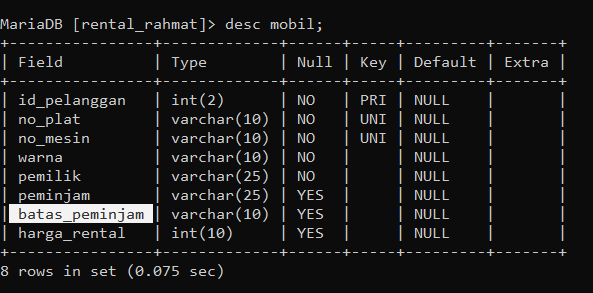 MariaDB [rental_rahmat]> desc mobil;
+--------------+-------------+------+-----+---------+-------+
| Field        | Type        | Null | Key | Default | Extra |
+--------------+-------------+------+-----+---------+-------+
| id_pelanggan | int(2)      | NO   | PRI | NULL    |       |
| no_plat      | varchar(10) | NO   | UNI | NULL    |       |
| no_mesin     | varchar(10) | NO   | UNI | NULL    |       |
| warna        | varchar(10) | NO   |     | NULL    |       |
| pemilik      | varchar(25) | NO   |     | NULL    |       |
| peminjam     | varchar(25) | YES  |     | NULL    |       |
| batas_peminjam | varchar(10) | YES  |     | NULL    |       |
| harga_rental | int(10)     | YES  |     | NULL    |       |
+--------------+-------------+------+-----+---------+-------+
8 rows in set (0.075 sec)